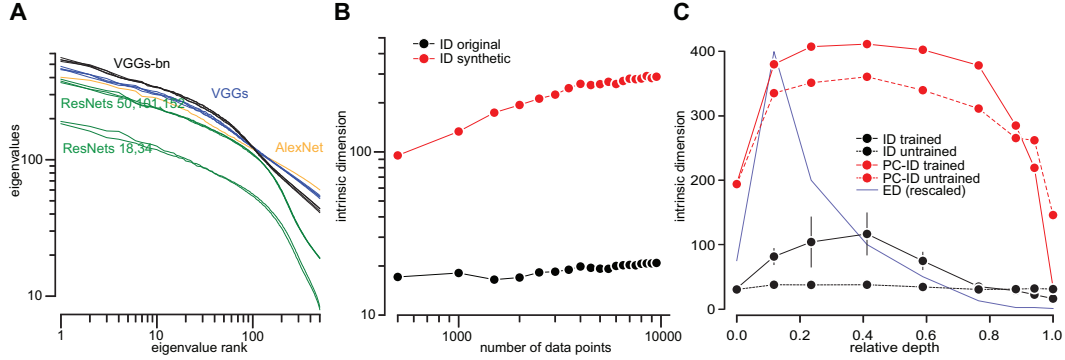 A
eigenvalues
100
10
VGGs-bn
VGGs
ResNets 50,101,152
AlexNet
ResNets 18,34
1
10
100
eigenvalue rank
B
intrinsic dimension
100
10
ID original
ID synthetic
1000
10000
number of data points
C
intrinsic dimension
400
300
200
100
0
ID trained
ID untrained
PC-ID trained
PC-ID untrained
ED (rescaled)
0.0
0.2
0.4
0.6
0.8
1.0
relative depth